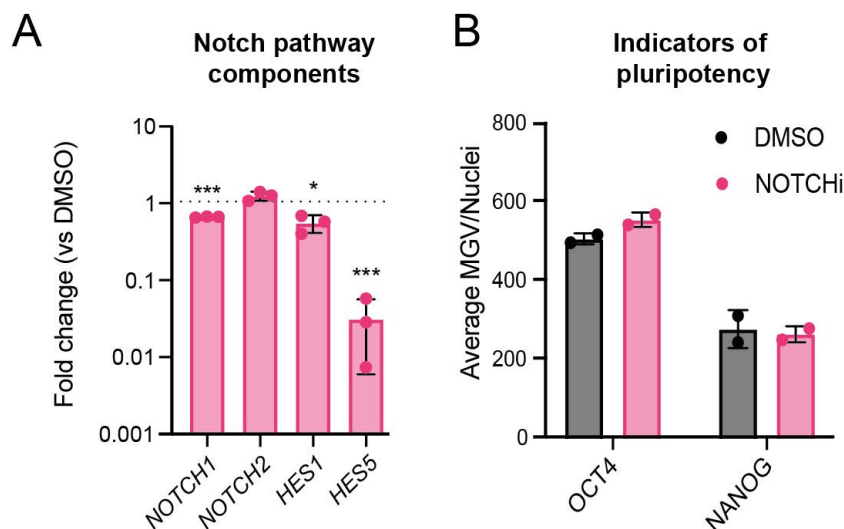 A
Notch pathway
components
Fold change (vs DMSO)
10
1
0.1
0.01
0.001
***
*
***
NOTCH1
NOTCH2
HES1
HES5
B
Indicators of
pluripotency
Average MGV/Nuclei
800
600
400
200
0
DMSO
NOTCHi
OCT4
NANOG